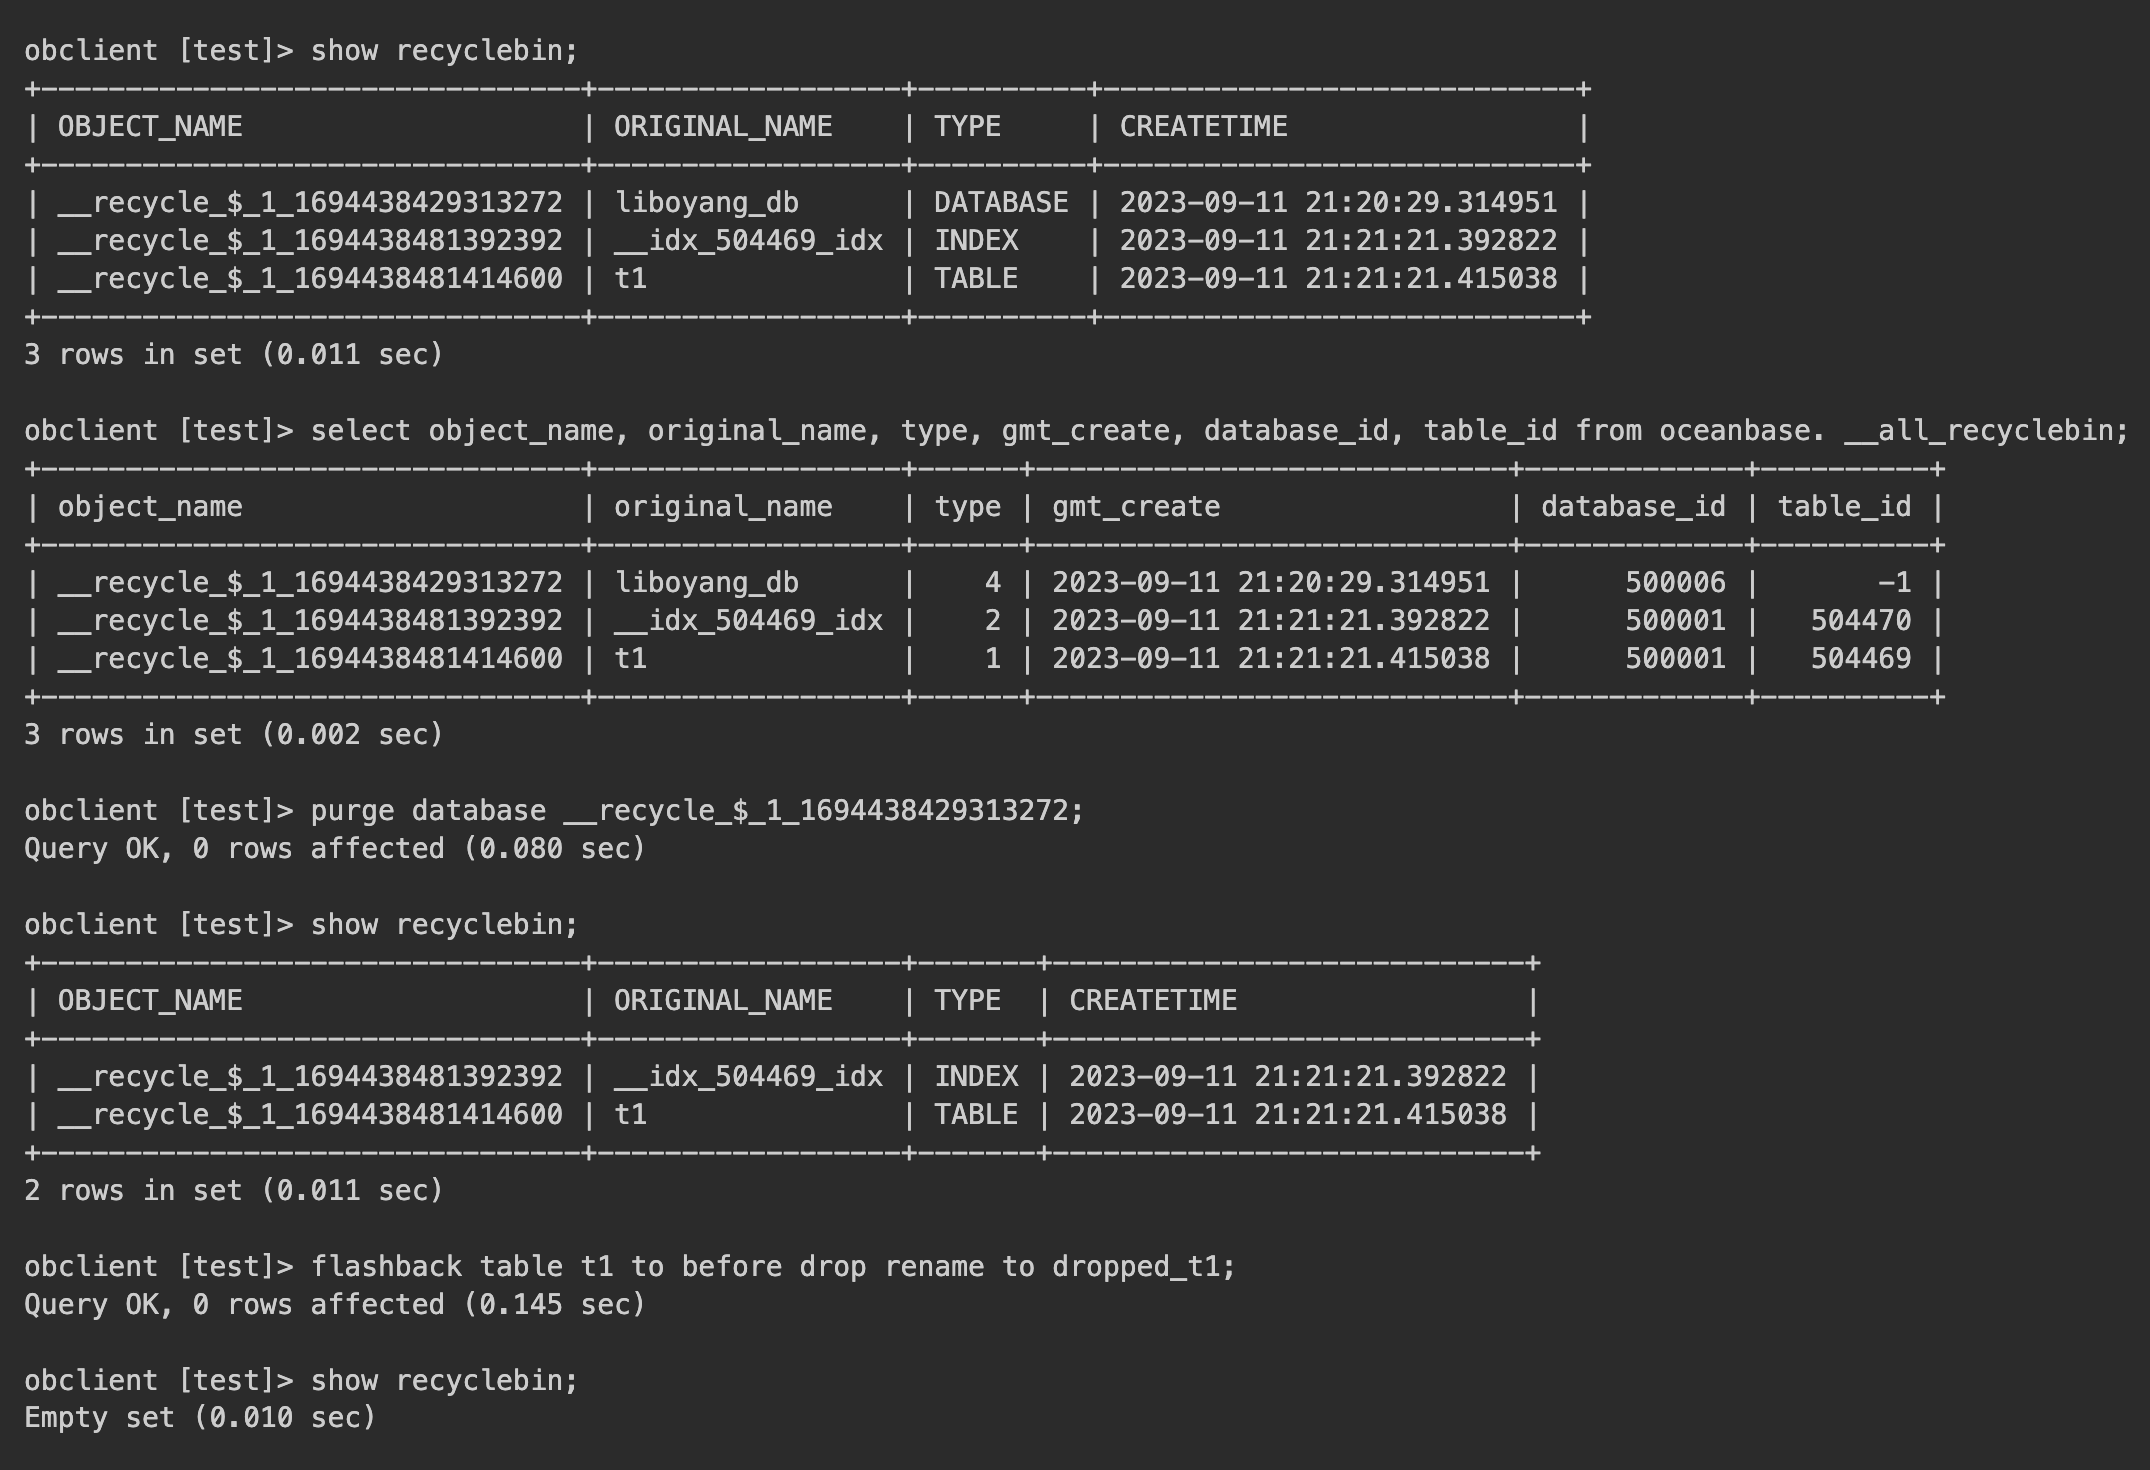 obclient [test]> show recyclebin;
+--------------------------------+------------------+----------+----------------------------+
| OBJECT_NAME                    | ORIGINAL_NAME    | TYPE     | CREATETIME                 |
+--------------------------------+------------------+----------+----------------------------+
| __recycle_$_1_1694438429313272 | liboyang_db      | DATABASE | 2023-09-11 21:20:29.314951 |
| __recycle_$_1_1694438481392392 | __idx_504469_idx | INDEX    | 2023-09-11 21:21:21.392822 |
| __recycle_$_1_1694438481414600 | t1               | TABLE    | 2023-09-11 21:21:21.415038 |
+--------------------------------+------------------+----------+----------------------------+
3 rows in set (0.011 sec)
obclient [test]> select object_name, original_name, type, gmt_create, database_id, table_id from oceanbase. __all_recyclebin;
+--------------------------------+------------------+------+----------------------------+-------------+----------+
| object_name                    | original_name    | type | gmt_create                 | database_id | table_id |
+--------------------------------+------------------+------+----------------------------+-------------+----------+
| __recycle_$_1_1694438429313272 | liboyang_db      |    4 | 2023-09-11 21:20:29.314951 |      500006 |       -1 |
| __recycle_$_1_1694438481392392 | __idx_504469_idx |    2 | 2023-09-11 21:21:21.392822 |      500001 |   504470 |
| __recycle_$_1_1694438481414600 | t1               |    1 | 2023-09-11 21:21:21.415038 |      500001 |   504469 |
+--------------------------------+------------------+------+----------------------------+-------------+----------+
3 rows in set (0.002 sec)
obclient [test]> purge database __recycle_$_1_1694438429313272;
Query OK, 0 rows affected (0.080 sec)
obclient [test]> show recyclebin;
+--------------------------------+------------------+-------+----------------------------+
| OBJECT_NAME                    | ORIGINAL_NAME    | TYPE  | CREATETIME                 |
+--------------------------------+------------------+-------+----------------------------+
| __recycle_$_1_1694438481392392 | __idx_504469_idx | INDEX | 2023-09-11 21:21:21.392822 |
| __recycle_$_1_1694438481414600 | t1               | TABLE | 2023-09-11 21:21:21.415038 |
+--------------------------------+------------------+-------+----------------------------+
2 rows in set (0.011 sec)
obclient [test]> flashback table t1 to before drop rename to dropped_t1;
Query OK, 0 rows affected (0.145 sec)
obclient [test]> show recyclebin;
Empty set (0.010 sec)